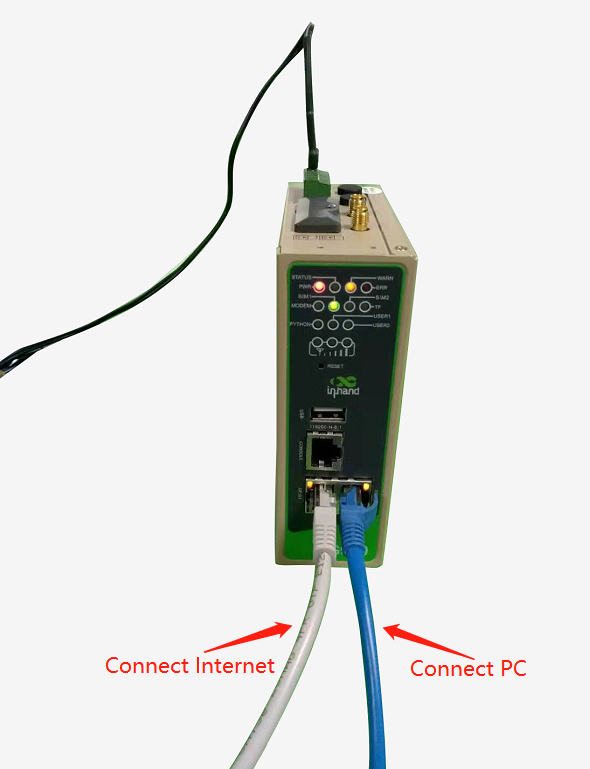 STATUS
WARN
PWR
ERR
SIM1
SIM2
MODEM
TF
USER1
PYTHON
USER2
RESET
inhand
USB
CONSOLE
Connect Internet
Connect PC